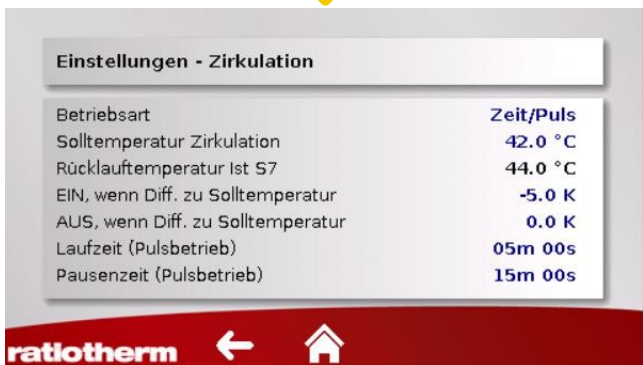 Einstellungen - Zirkulation
Betriebsart Zeit/Puls
Solltemperatur Zirkulation 42.0 °C
Rücklauftemperatur Ist S7 44.0 °C
EIN, wenn Diff. zu Solltemperatur -5.0 K
AUS, wenn Diff. zu Solltemperatur 0.0 K
Laufzeit (Pulsbetrieb) 05m 00s
Pausenzeit (Pulsbetrieb) 15m 00s
ratiotherm